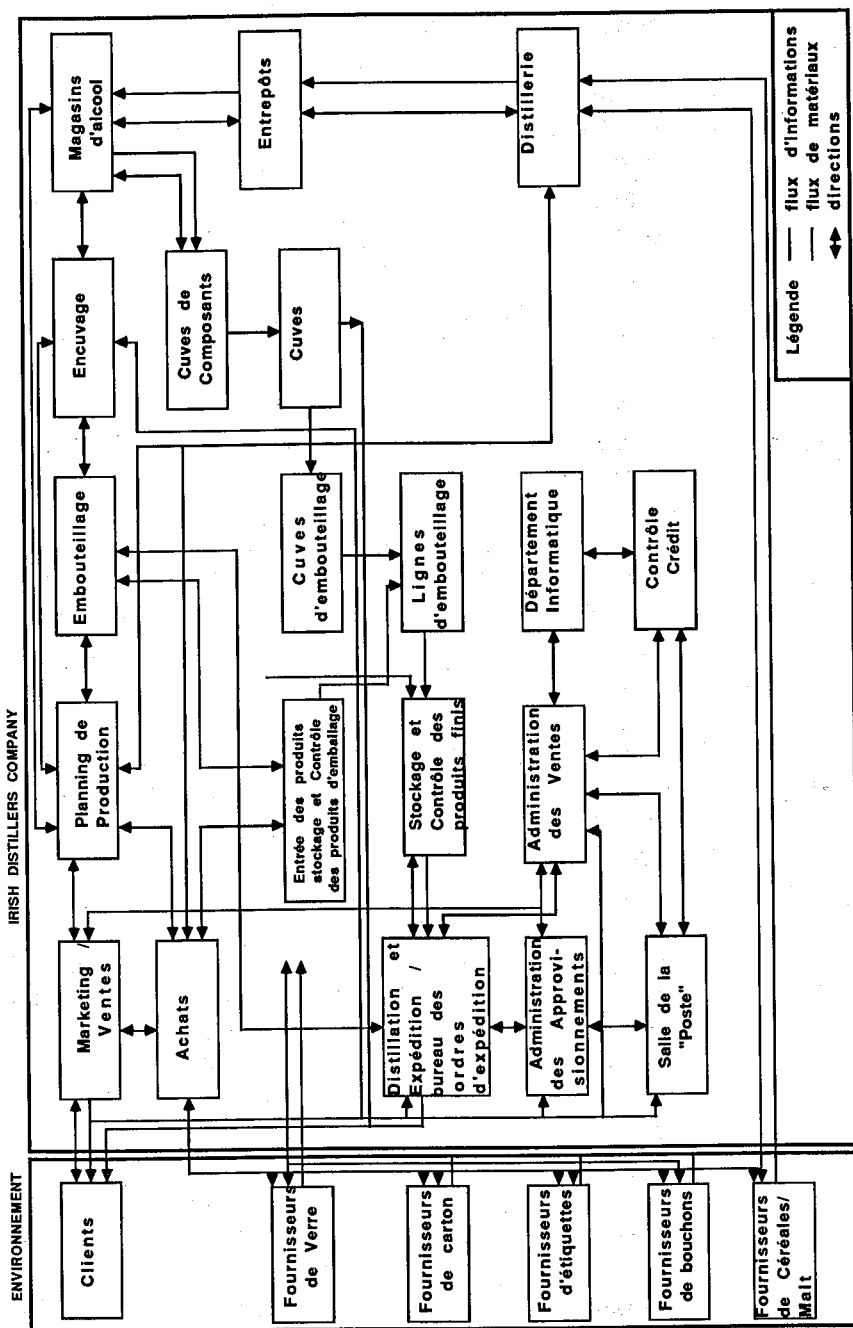 ENVIRONNEMENT
IRISH DISTILLERS COMPANY
Clients
Marketing /
Ventes
Planning de
Production
Embouteillage
Encuvage
Magasins
d'alcool
Achats
Cuves de
Composants
Entrepôts
Fournisseurs
de Verre
Entrée des produits
stockage et Contrôle
des produits d'emballage
Cuves
d'embouteillage
Cuves
Fournisseurs
de carton
Distillation et
Expédition /
bureau des
ordres
d'expédition
Stockage et
Contrôle des
produits finis
Lignes
d'embouteillage
Fournisseurs
d'étiquettes
Administration
des Approvi-
sionnements
Administration
des Ventes
Département
Informatique
Distillerie
Fournisseurs
de bouchons
Salle de la
"Poste"
Contrôle
Crédit
Fournisseurs
de Céréales/
Malt
Légende
flux d'informations
flux de matériaux
directions